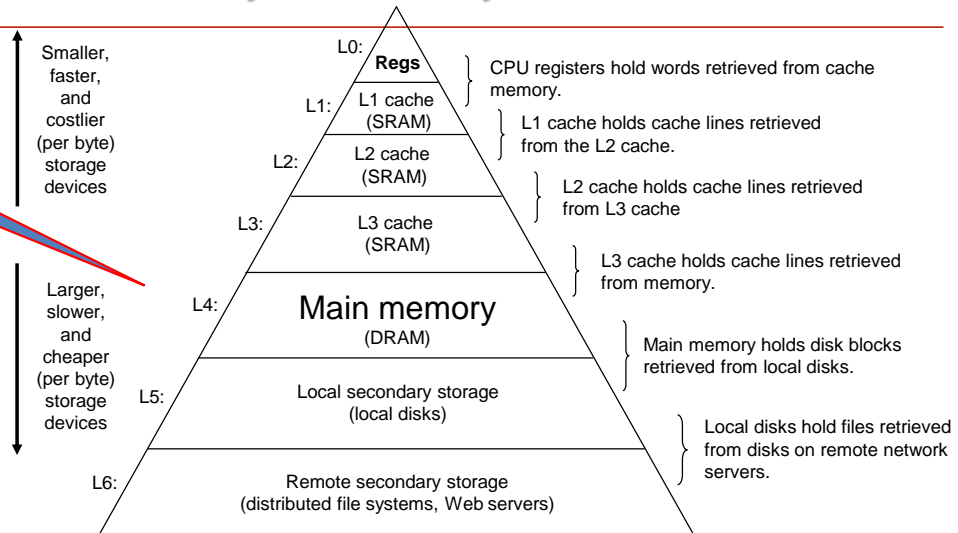 Smaller,
faster,
and
costlier
(per byte)
storage
devices
Larger,
slower,
and
cheaper
(per byte)
storage
devices
L0:
Regs
CPU registers hold words retrieved from cache
memory.
L1:
L1 cache
(SRAM)
L1 cache holds cache lines retrieved
from the L2 cache.
L2:
L2 cache
(SRAM)
L2 cache holds cache lines retrieved
from L3 cache
L3:
L3 cache
(SRAM)
L3 cache holds cache lines retrieved
from memory.
L4:
Main memory
(DRAM)
Main memory holds disk blocks
retrieved from local disks.
L5:
Local secondary storage
(local disks)
Local disks hold files retrieved
from disks on remote network
servers.
L6:
Remote secondary storage
(distributed file systems, Web servers)